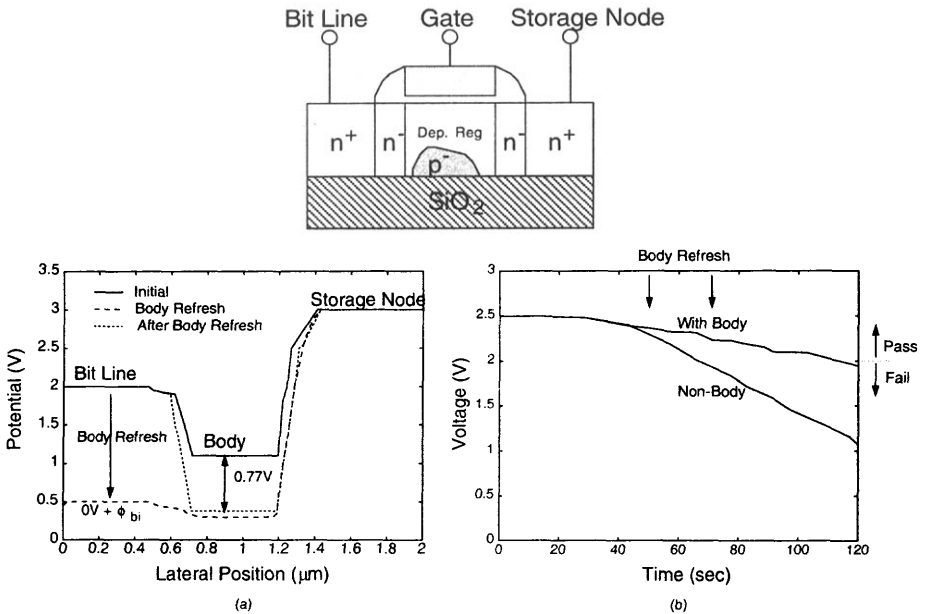 Bit Line Gate Storage Node
n+ n- Dep. Reg n- n+
p-
SiO2
3.5
3
2.5
2
1.5
1
0.5
0
Potential (V)
Initial
Body Refresh
After Body Refresh
Storage Node
Bit Line
Body Refresh
Body
0.77V
0V + ϕbi
0 0.2 0.4 0.6 0.8 1.0 1.2 1.4 1.6 1.8 2
Lateral Position (μm)
(a)
Body Refresh
3
2.5
2
1.5
1
0.5
0
Voltage (V)
With Body
Non-Body
Pass
Fail
0 20 40 60 80 100 120
Time (sec)
(b)